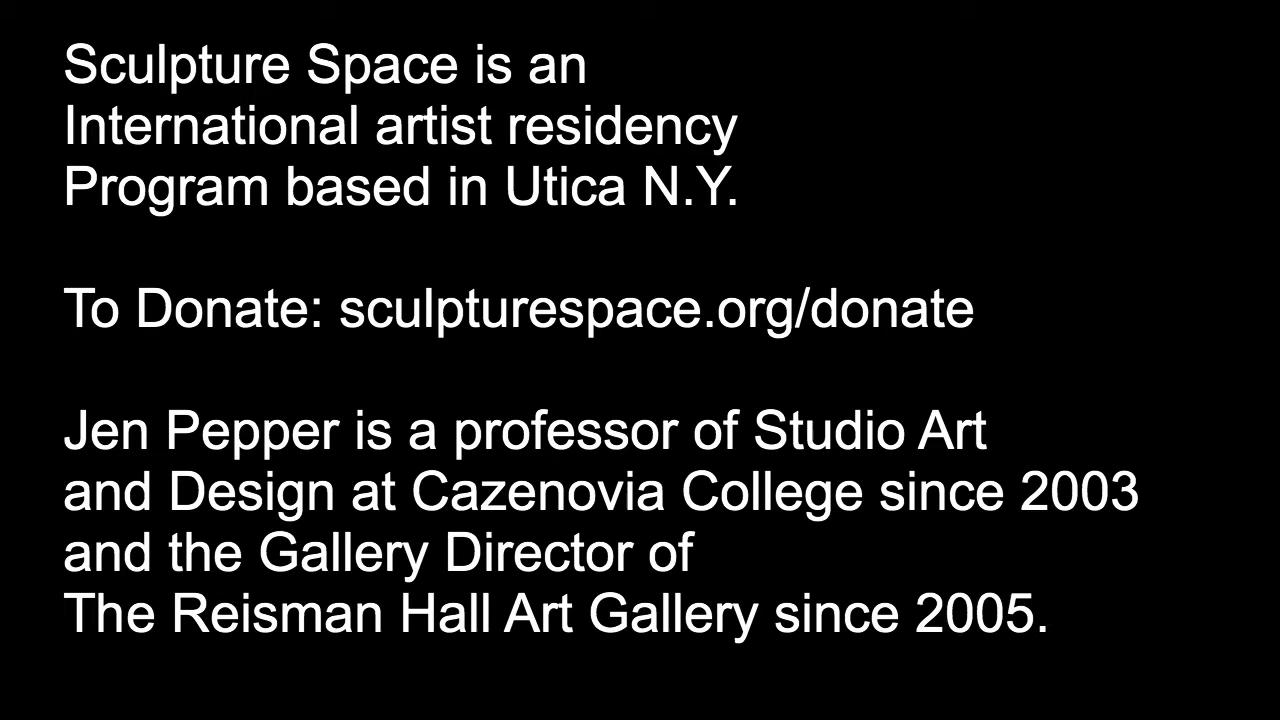 Sculpture Space is an
International artist residency
Program based in Utica N.Y.
To Donate: sculpturespace.org/donate
Jen Pepper is a professor of Studio Art
and Design at Cazenovia College since 2003
and the Gallery Director of
The Reisman Hall Art Gallery since 2005.